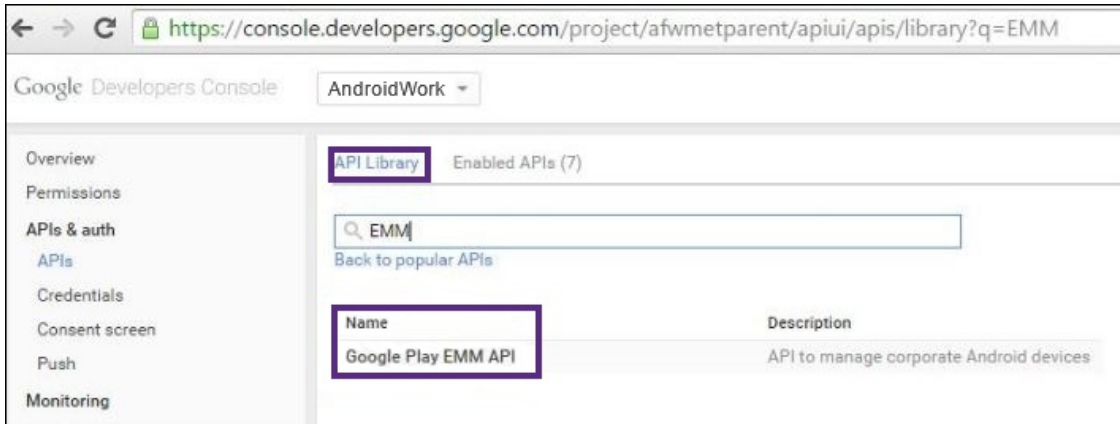 https://console.developers.google.com/project/afwmetparent/apiui/apis/library?q=EMM
Google Developers Console
AndroidWork
Overview
Permissions
APIs & auth
APIs
Credentials
Consent screen
Push
Monitoring
API Library Enabled APIs (7)
EMM
Back to popular APIs
Name Description
Google Play EMM API API to manage corporate Android devices